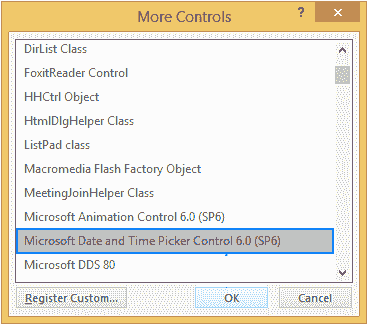 More Controls
?
DirList Class
FoxitReader Control
HHCtrl Object
HtmlDlgHelper Class
ListPad class
Macromedia Flash Factory Object
MeetingJoinHelper Class
Microsoft Animation Control 6.0 (SP6)
Microsoft Date and Time Picker Control 6.0 (SP6)
Microsoft DDS 80
Register Custom... OK Cancel